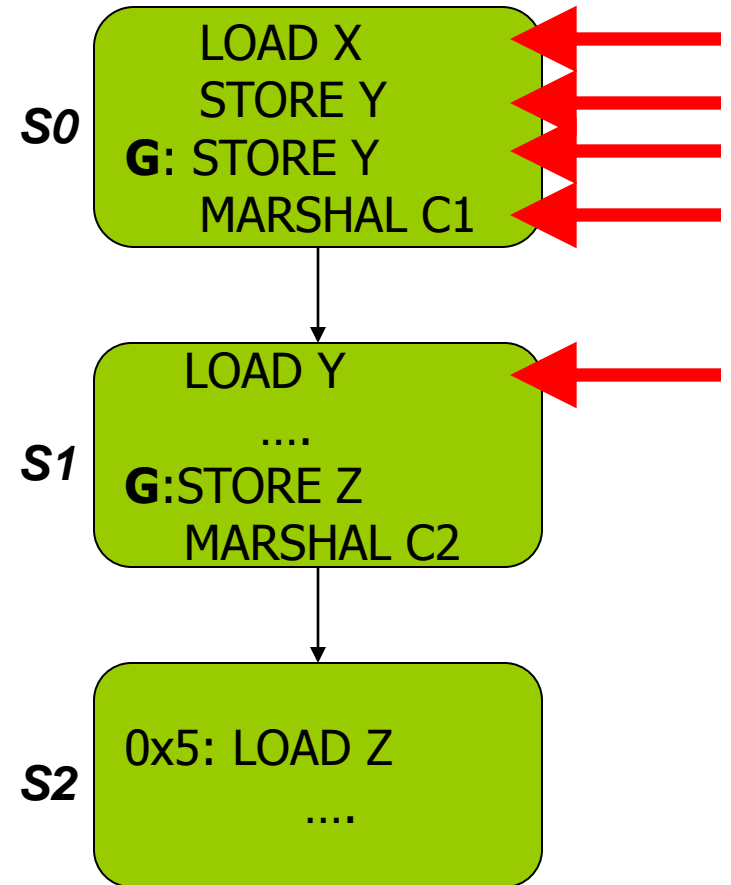 S0
LOAD X
STORE Y
G: STORE Y
MARSHAL C1
S1
LOAD Y
....
G:STORE Z
MARSHAL C2
S2
0x5: LOAD Z
....